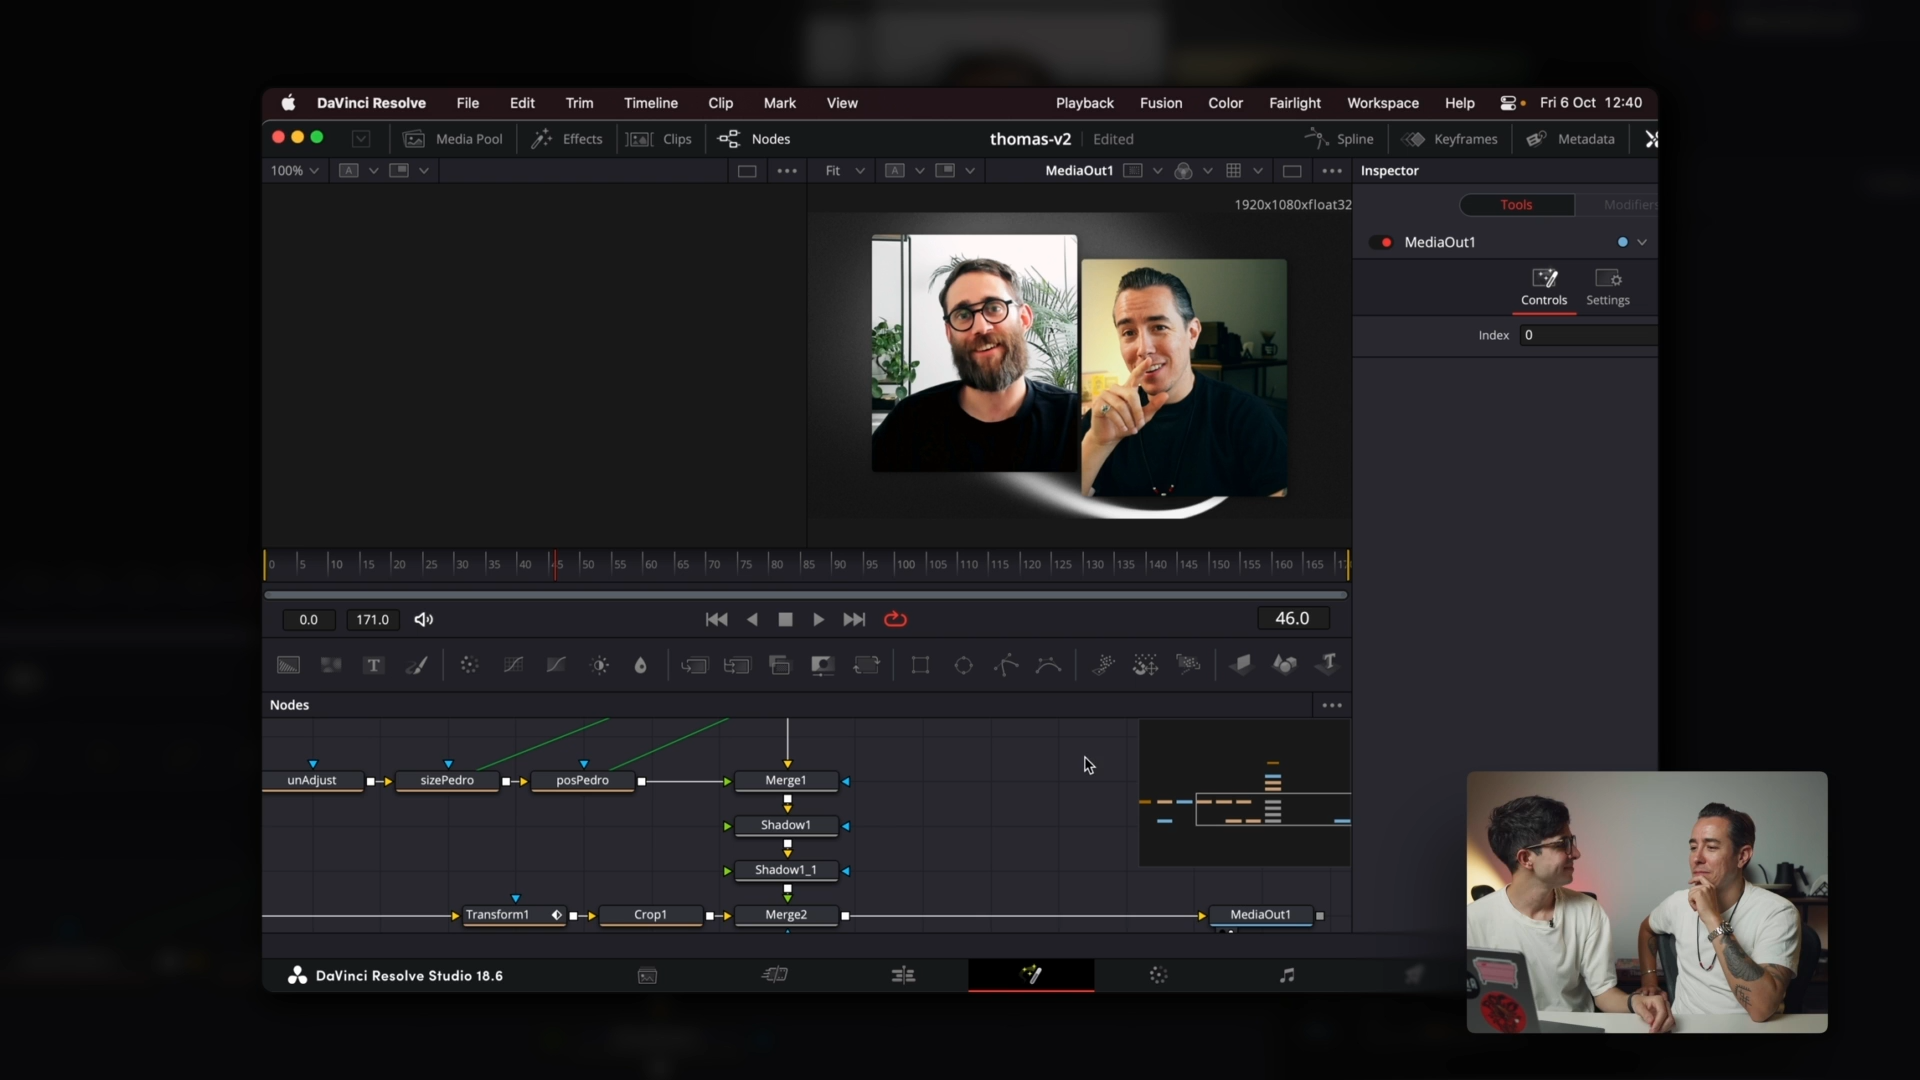 DaVinci Resolve File Edit Trim Timeline Clip Mark View Playback Fusion Color Fairlight Workspace Help Fri 6 Oct 12:40
Media Pool Effects Clips Nodes thomas-v2 Edited Spline Keyframes Metadata
100% A Fit A MediaOut1 Inspector
1920x1080xfloat32
Tools Modifiers
MediaOut1
Controls Settings
Index 0
0 5 10 15 20 25 30 35 40 45 50 55 60 65 70 75 80 85 90 95 100 105 110 115 120 125 130 135 140 145 150 155 160 165
0.0 171.0 46.0
T T
Nodes
unAdjust sizePedro posPedro Merge1
Shadow1
Shadow1_1
Transform1 Crop1 Merge2 MediaOut1
DaVinci Resolve Studio 18.6